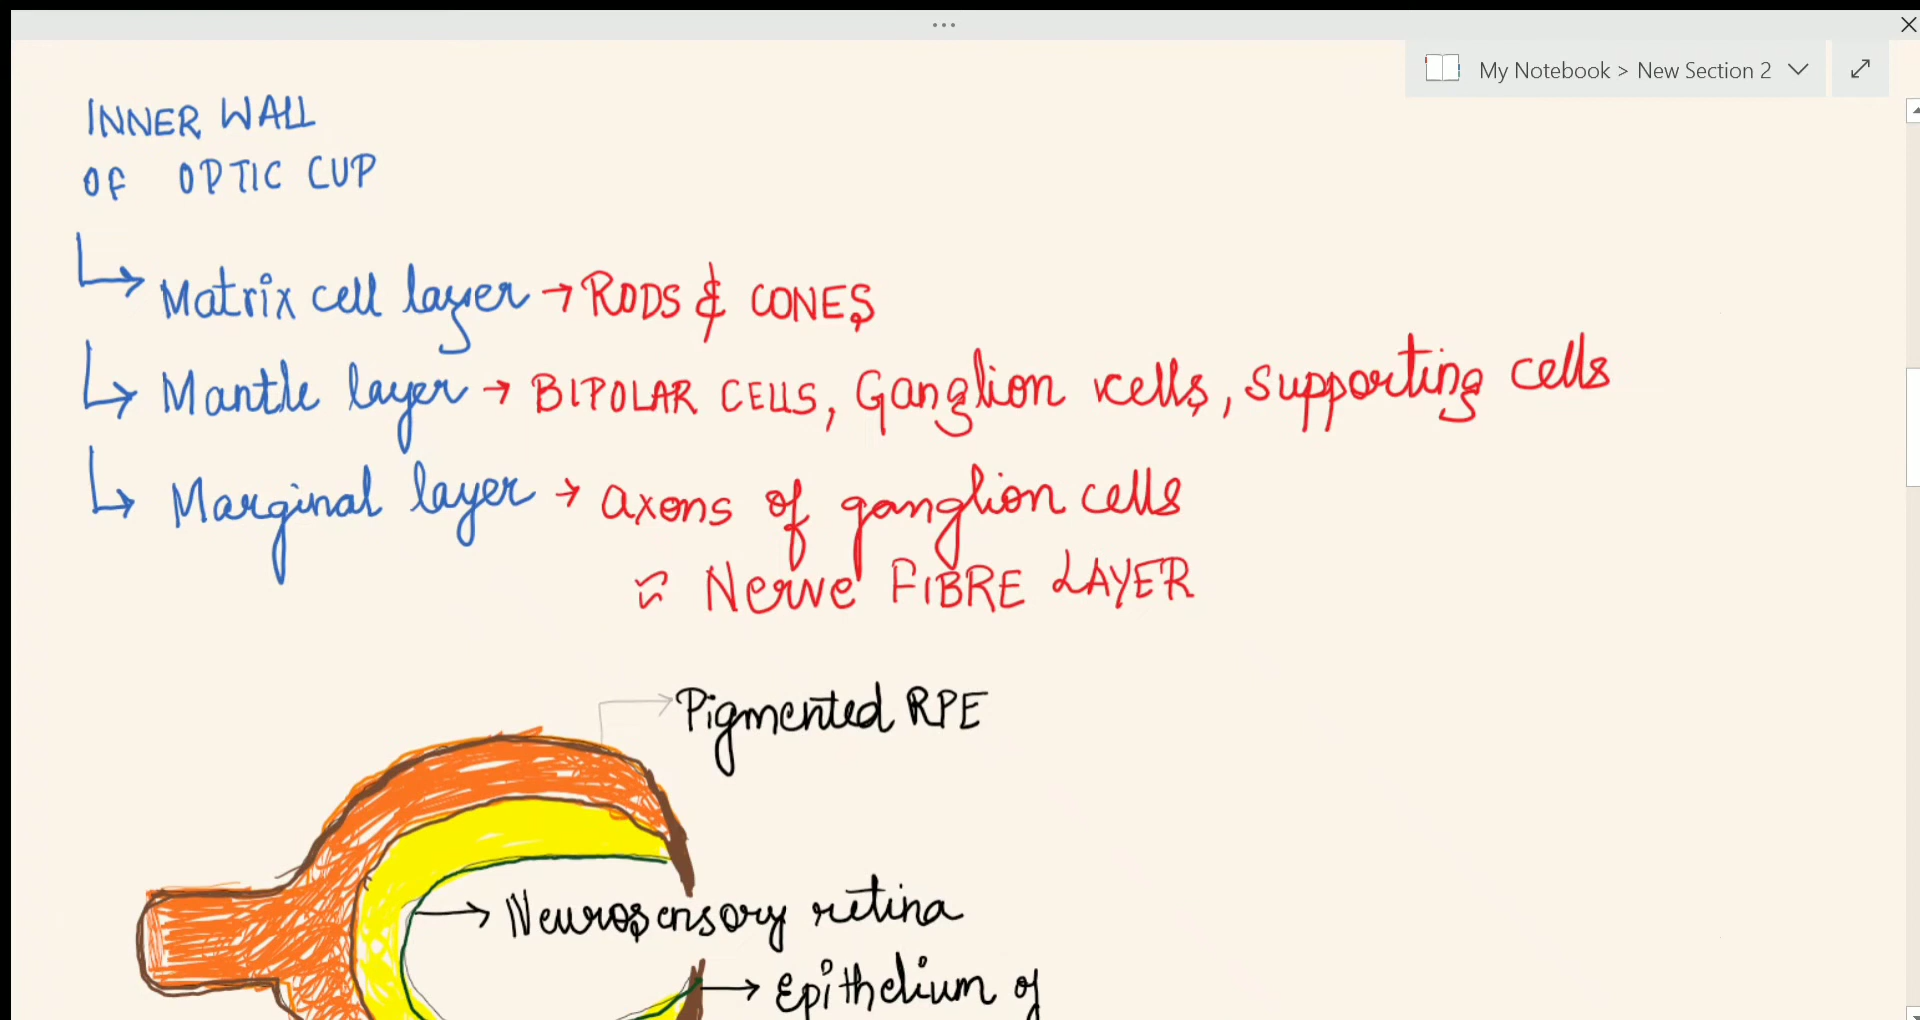 My Notebook > New Section 2
INNER WALL
OF OPTIC CUP
Matrix cell layer → RODS & CONES
Mantle layer → BIPOLAR CELLS, Ganglion cells, supporting cells
Marginal layer → axons of ganglion cells
Nerve FIBRE LAYER
Pigmented RPE
Neurosensory retina
Epithelium of